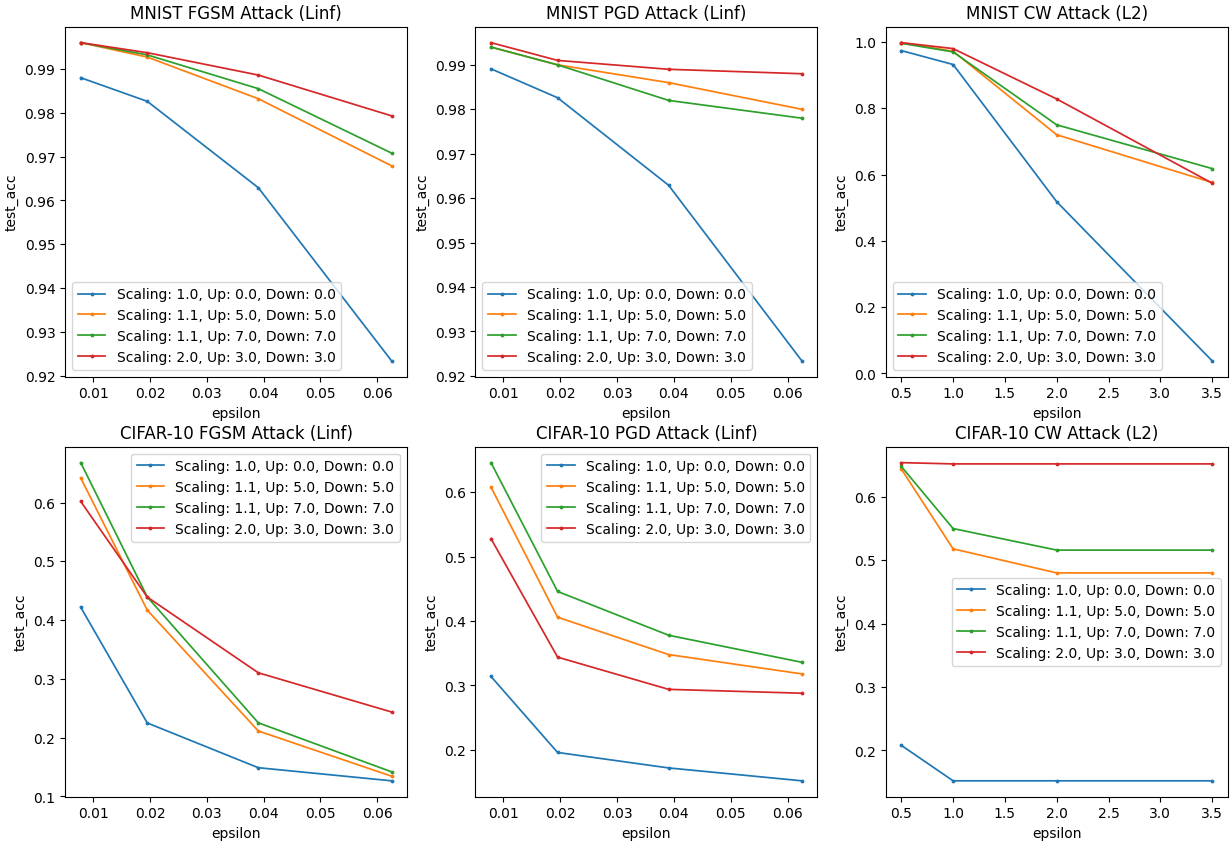 MNIST FGSM Attack (Linf)
test_acc
0.99
0.98
0.97
0.96
0.95
0.94
0.93
0.92
Scaling: 1.0, Up: 0.0, Down: 0.0
Scaling: 1.1, Up: 5.0, Down: 5.0
Scaling: 1.1, Up: 7.0, Down: 7.0
Scaling: 2.0, Up: 3.0, Down: 3.0
0.01 0.02 0.03 0.04 0.05 0.06
epsilon
MNIST PGD Attack (Linf)
test_acc
0.99
0.98
0.97
0.96
0.95
0.94
0.93
0.92
Scaling: 1.0, Up: 0.0, Down: 0.0
Scaling: 1.1, Up: 5.0, Down: 5.0
Scaling: 1.1, Up: 7.0, Down: 7.0
Scaling: 2.0, Up: 3.0, Down: 3.0
0.01 0.02 0.03 0.04 0.05 0.06
epsilon
MNIST CW Attack (L2)
test_acc
1.0
0.8
0.6
0.4
0.2
0.0
Scaling: 1.0, Up: 0.0, Down: 0.0
Scaling: 1.1, Up: 5.0, Down: 5.0
Scaling: 1.1, Up: 7.0, Down: 7.0
Scaling: 2.0, Up: 3.0, Down: 3.0
0.5 1.0 1.5 2.0 2.5 3.0 3.5
epsilon
CIFAR-10 FGSM Attack (Linf)
test_acc
0.6
0.5
0.4
0.3
0.2
0.1
Scaling: 1.0, Up: 0.0, Down: 0.0
Scaling: 1.1, Up: 5.0, Down: 5.0
Scaling: 1.1, Up: 7.0, Down: 7.0
Scaling: 2.0, Up: 3.0, Down: 3.0
0.01 0.02 0.03 0.04 0.05 0.06
epsilon
CIFAR-10 PGD Attack (Linf)
test_acc
0.6
0.5
0.4
0.3
0.2
Scaling: 1.0, Up: 0.0, Down: 0.0
Scaling: 1.1, Up: 5.0, Down: 5.0
Scaling: 1.1, Up: 7.0, Down: 7.0
Scaling: 2.0, Up: 3.0, Down: 3.0
0.01 0.02 0.03 0.04 0.05 0.06
epsilon
CIFAR-10 CW Attack (L2)
test_acc
0.6
0.5
0.4
0.3
0.2
Scaling: 1.0, Up: 0.0, Down: 0.0
Scaling: 1.1, Up: 5.0, Down: 5.0
Scaling: 1.1, Up: 7.0, Down: 7.0
Scaling: 2.0, Up: 3.0, Down: 3.0
0.5 1.0 1.5 2.0 2.5 3.0 3.5
epsilon